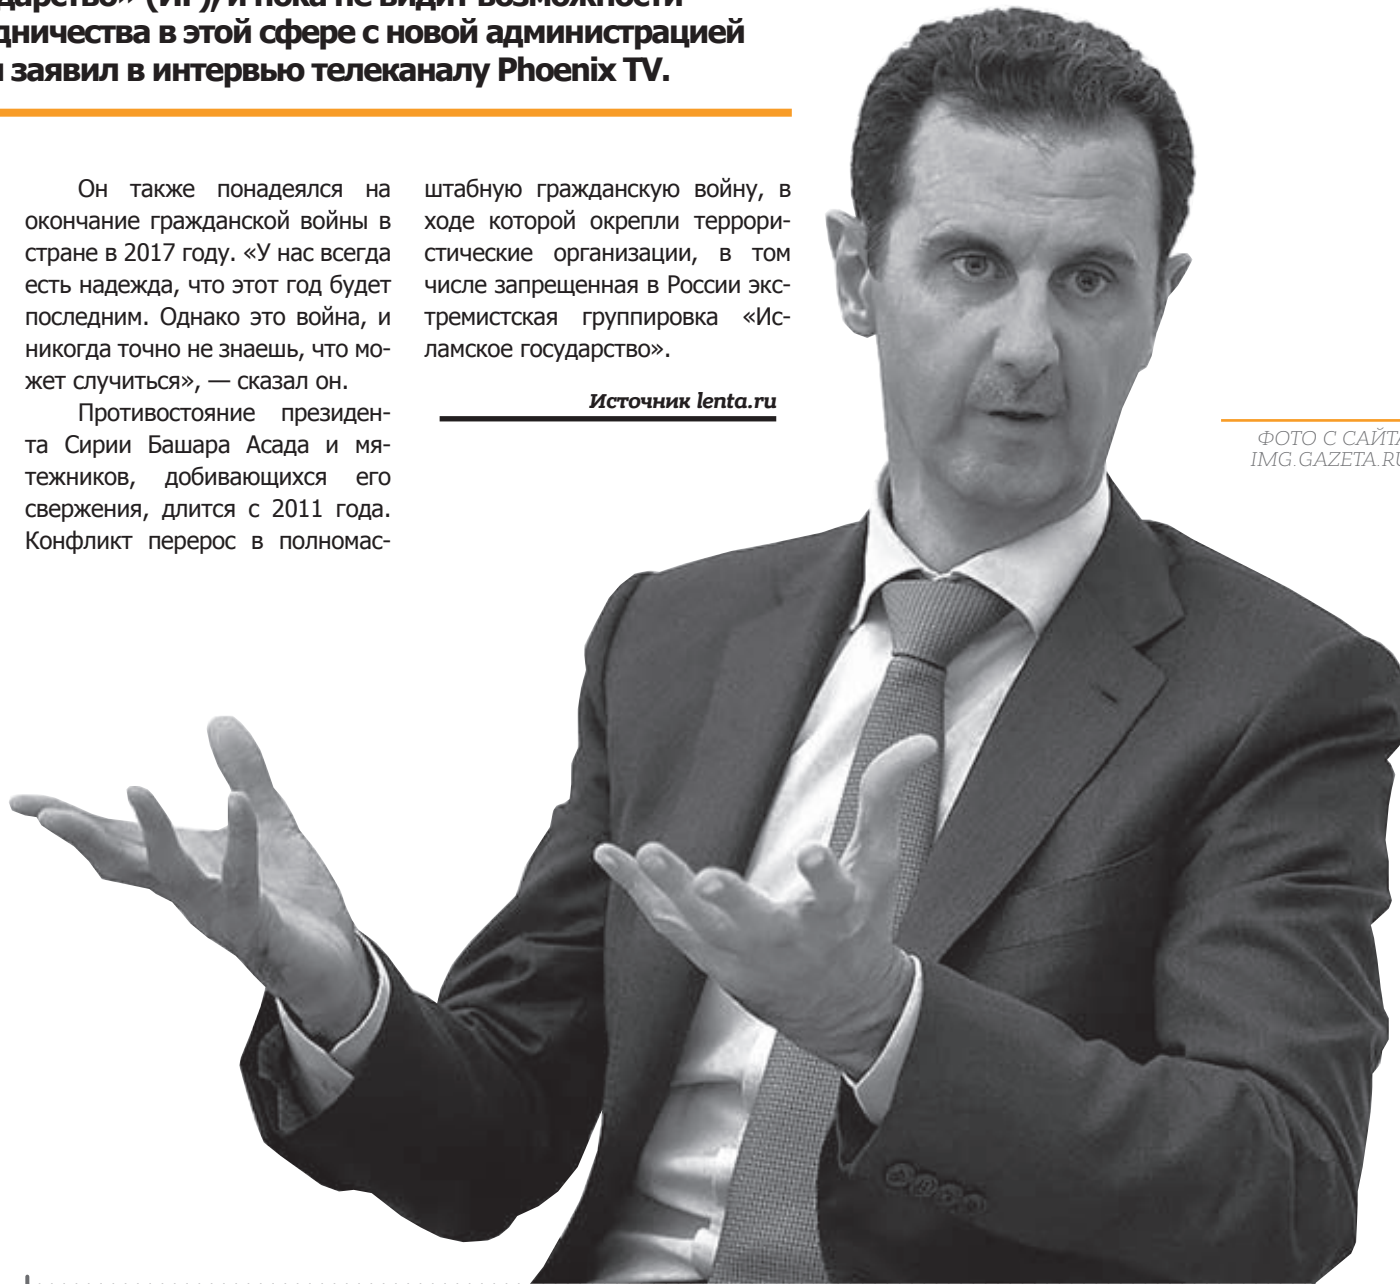 и пока не видит возможности
в этой сфере с новой администрацией
заявил в интервью телеканалу Phoenix TV.
Он также понадеялся на
окончание гражданской войны в
стране в 2017 году. «У нас всегда
есть надежда, что этот год будет
последним. Однако это война, и
никогда точно не знаешь, что мо-
жет случиться», — сказал он.
Противостояние президен-
та Сирии Башара Асада и мя-
тежников, добивающихся его
свержения, длится с 2011 года.
Конфликт перерос в полномас-
штабную гражданскую войну, в
ходе которой окрепли террори-
стические организации, в том
числе запрещенная в России экс-
тремистская группировка «Ис-
ламское государство».
Источник lenta.ru
ФОТО С САЙТА
IMG.GAZETA.RU